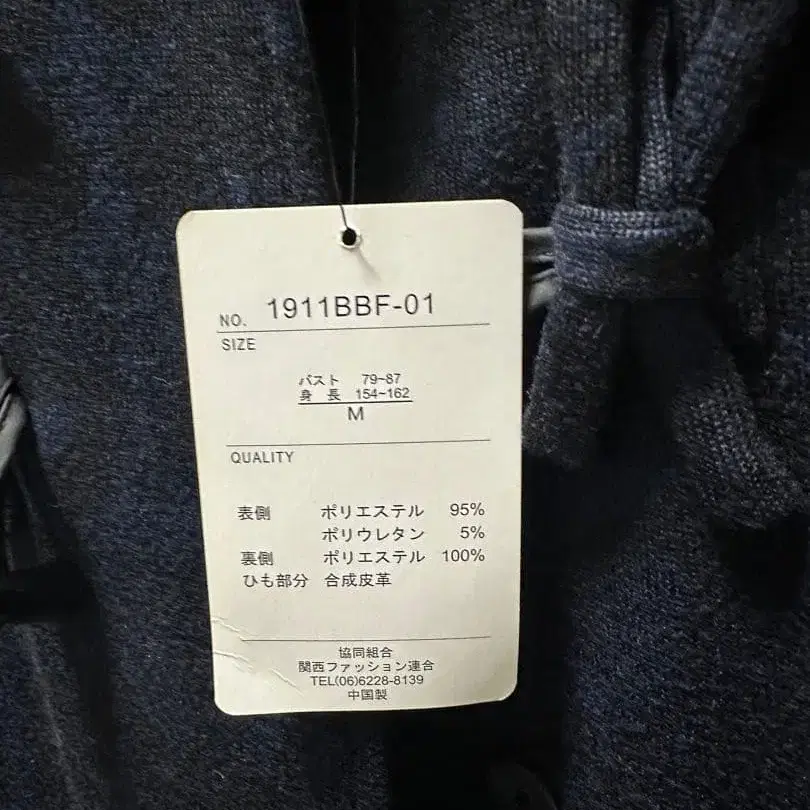 NO. 1911BBF-01
SIZE
バスト 79~87
身 長 154~162
M
QUALITY
表側 ポリエステル 95%
ポリウレタン 5%
裏側 ポリエステル 100%
ひも部分 合成皮革
協同組合
関西ファッション連合
TEL(06)6228-8139
中国製